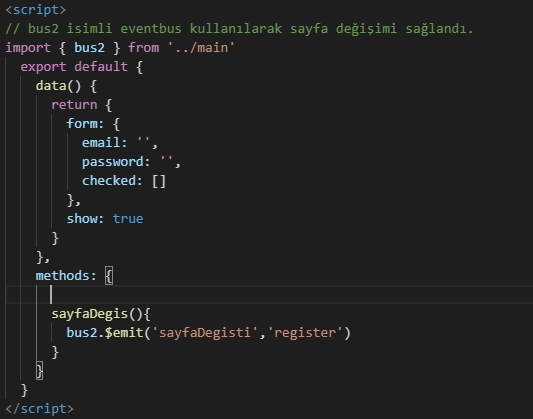 <script>
// bus2 isimli eventbus kullanılarak sayfa değişimi sağlandı.
import { bus2 } from '../main'
  export default {
    data() {
      return {
        form: {
          email: '',
          password: '',
          checked: []
        },
        show: true
      }
    },
    methods: {

      sayfaDegis(){
        bus2.$emit('sayfaDegisti','register')
      }
    }
  }
</script>